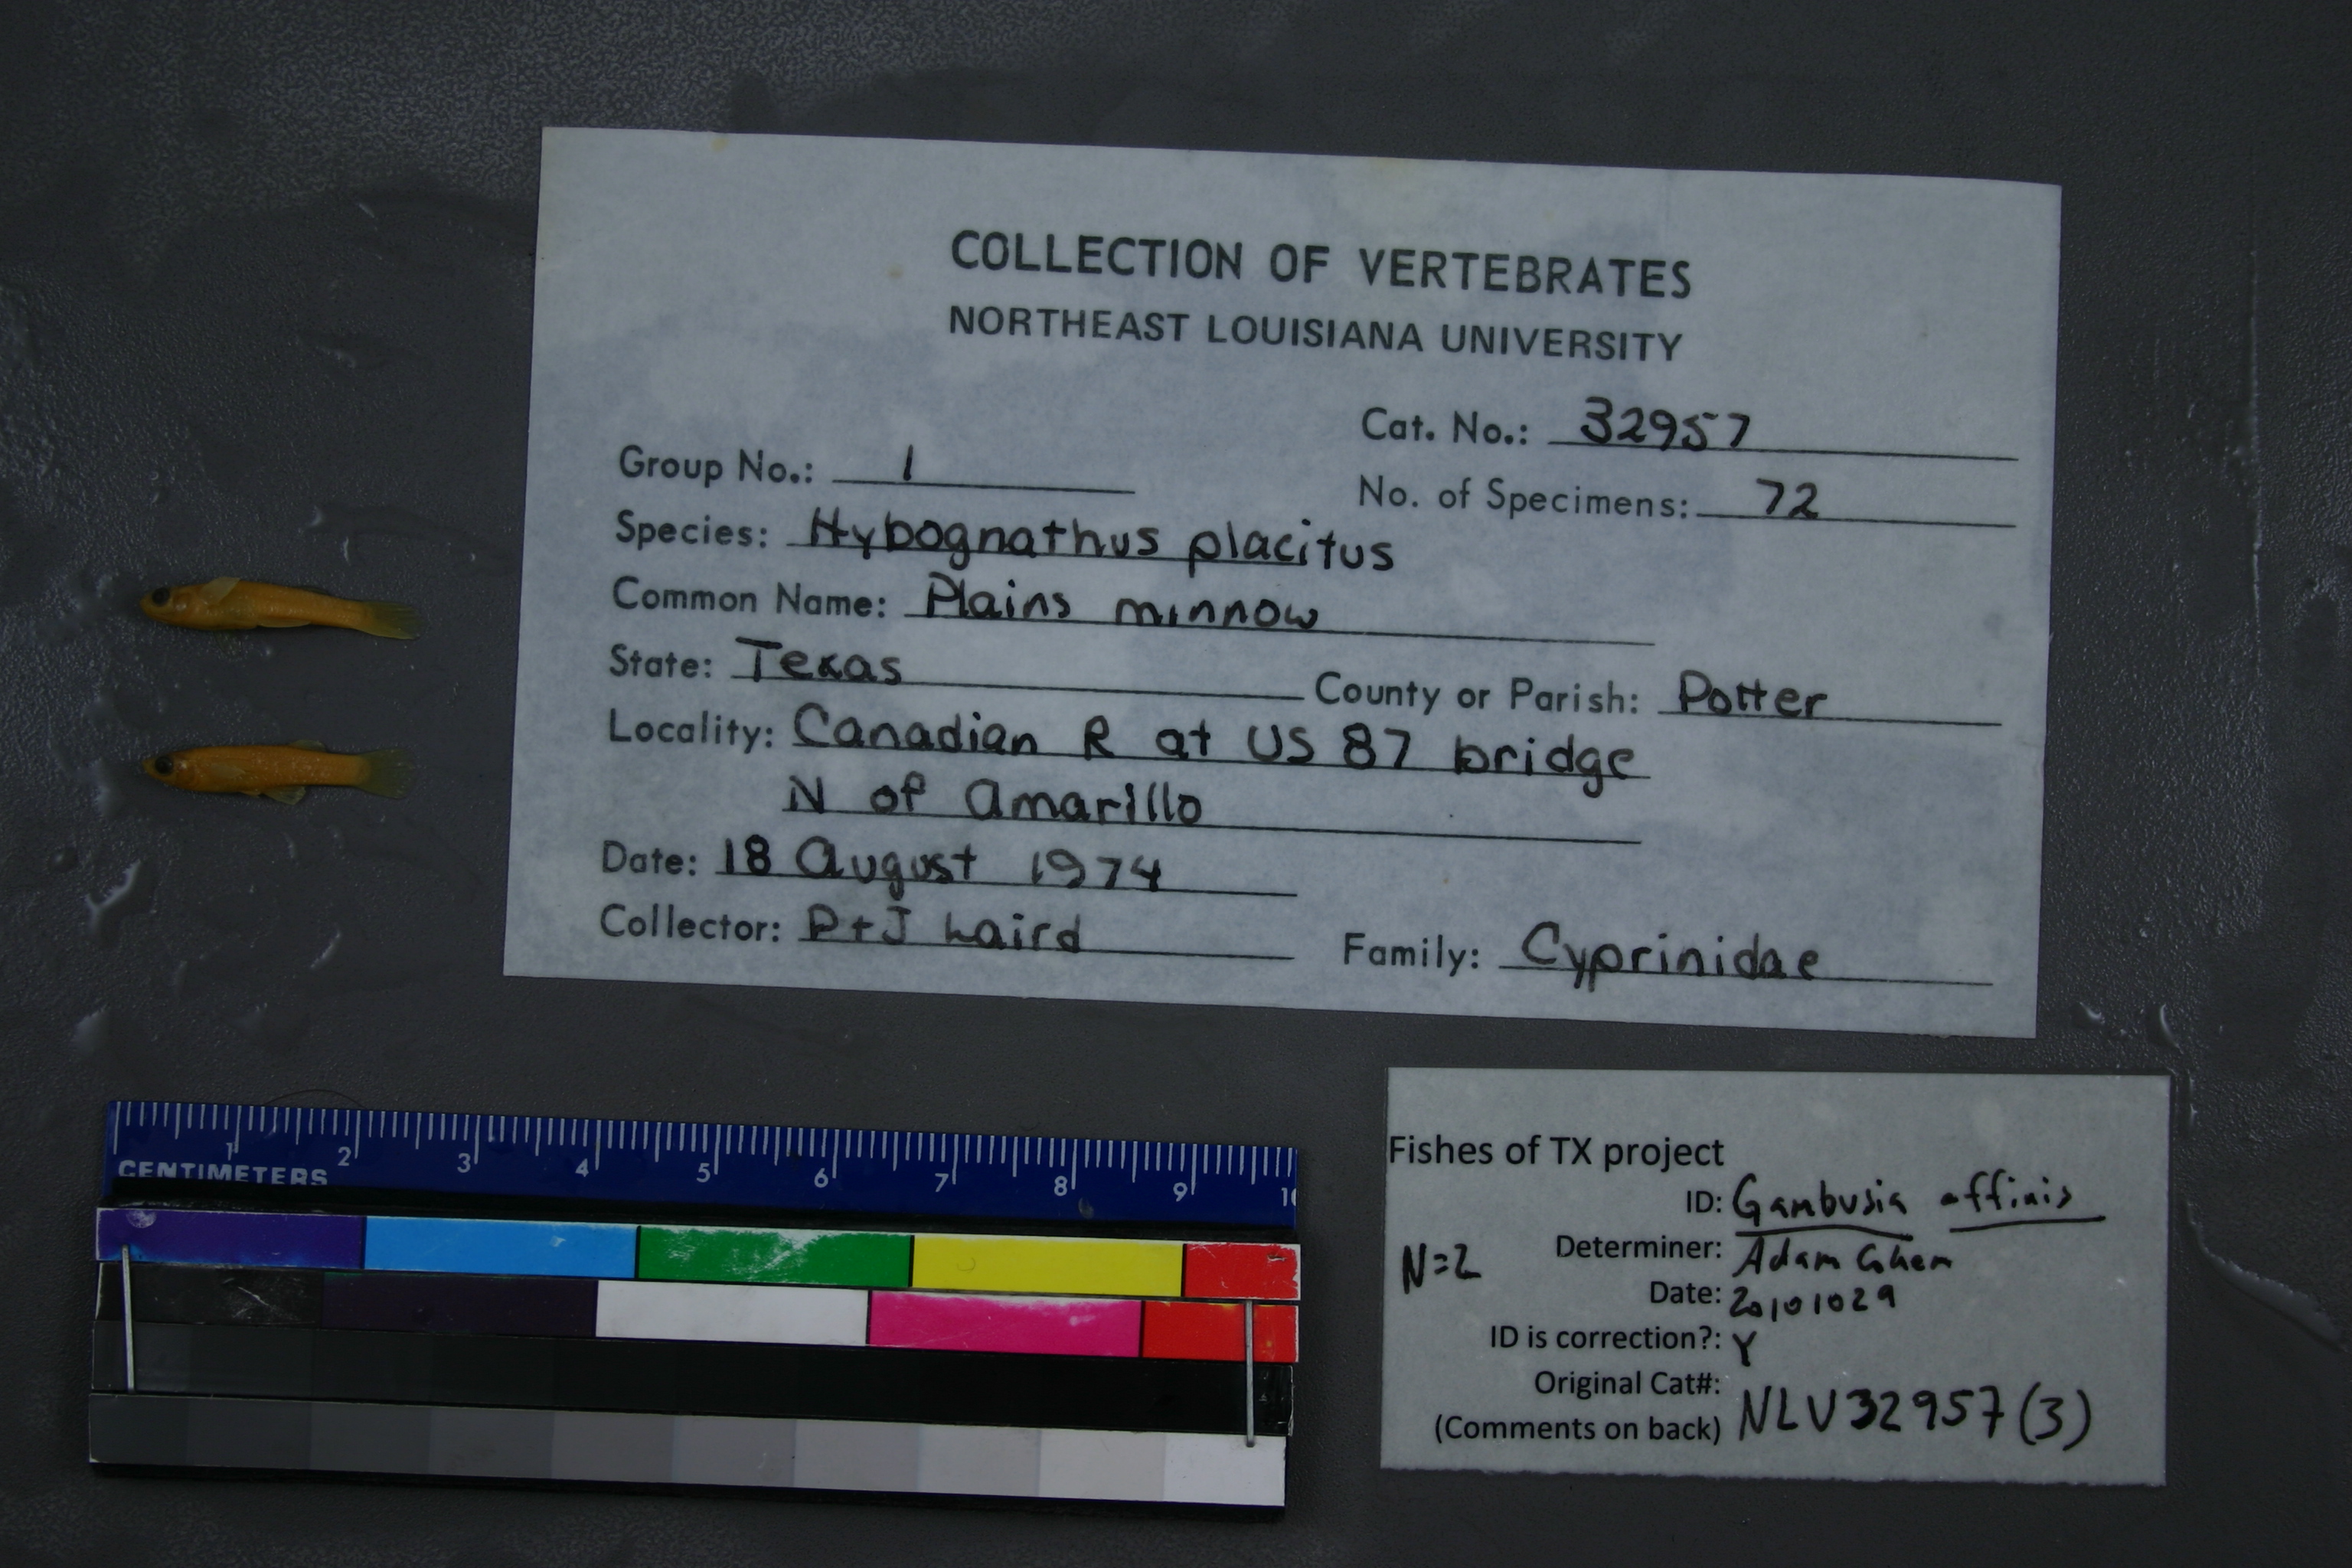 COLLECTION OF VERTEBRATES
NORTHEAST LOUISIANA UNIVERSITY
Cat. No.: 32957
Group No.: 1
No. of Specimens: 72
Species: Hybognathus placitus
Common Name: Plains minnow
State: Texas County or Parish: Potter
Locality: Canadian R at US 87 bridge
N of Amarillo
Date: 18 August 1974
Collector: P+J Laird
Family: Cyprinidae
1 2 3 4 5 6 7 8 9
CENTIMETERS
Fishes of TX project
ID: Gambusia affinis
N=2 Determiner: Adam Cohen
Date: 20101029
ID is correction?: Y
Original Cat#:
(Comments on back) NLU32957(3)